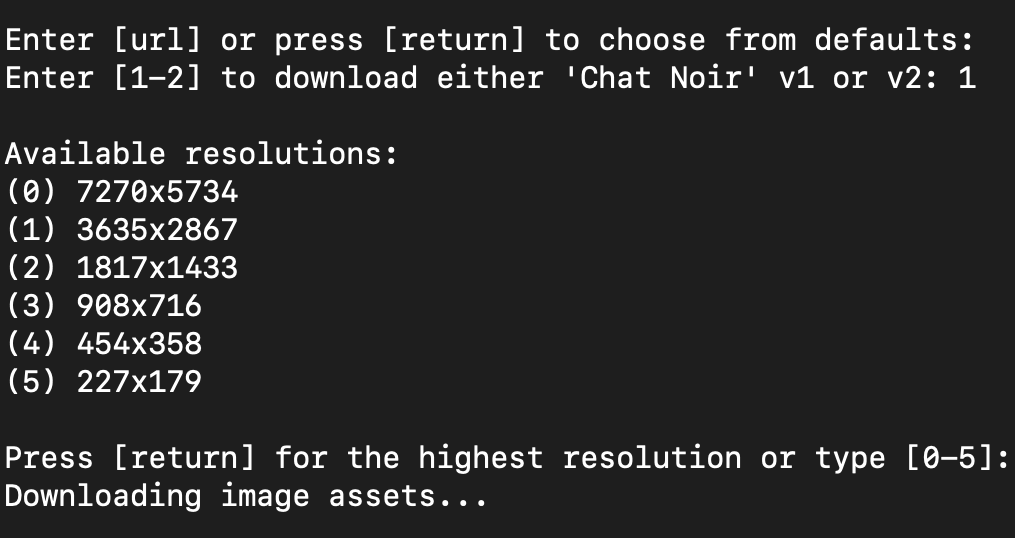 Enter [url] or press [return] to choose from defaults:
Enter [1-2] to download either 'Chat Noir' v1 or v2: 1
Available resolutions:
(0) 7270x5734
(1) 3635x2867
(2) 1817x1433
(3) 908x716
(4) 454x358
(5) 227x179
Press [return] for the highest resolution or type [0-5]:
Downloading image assets...